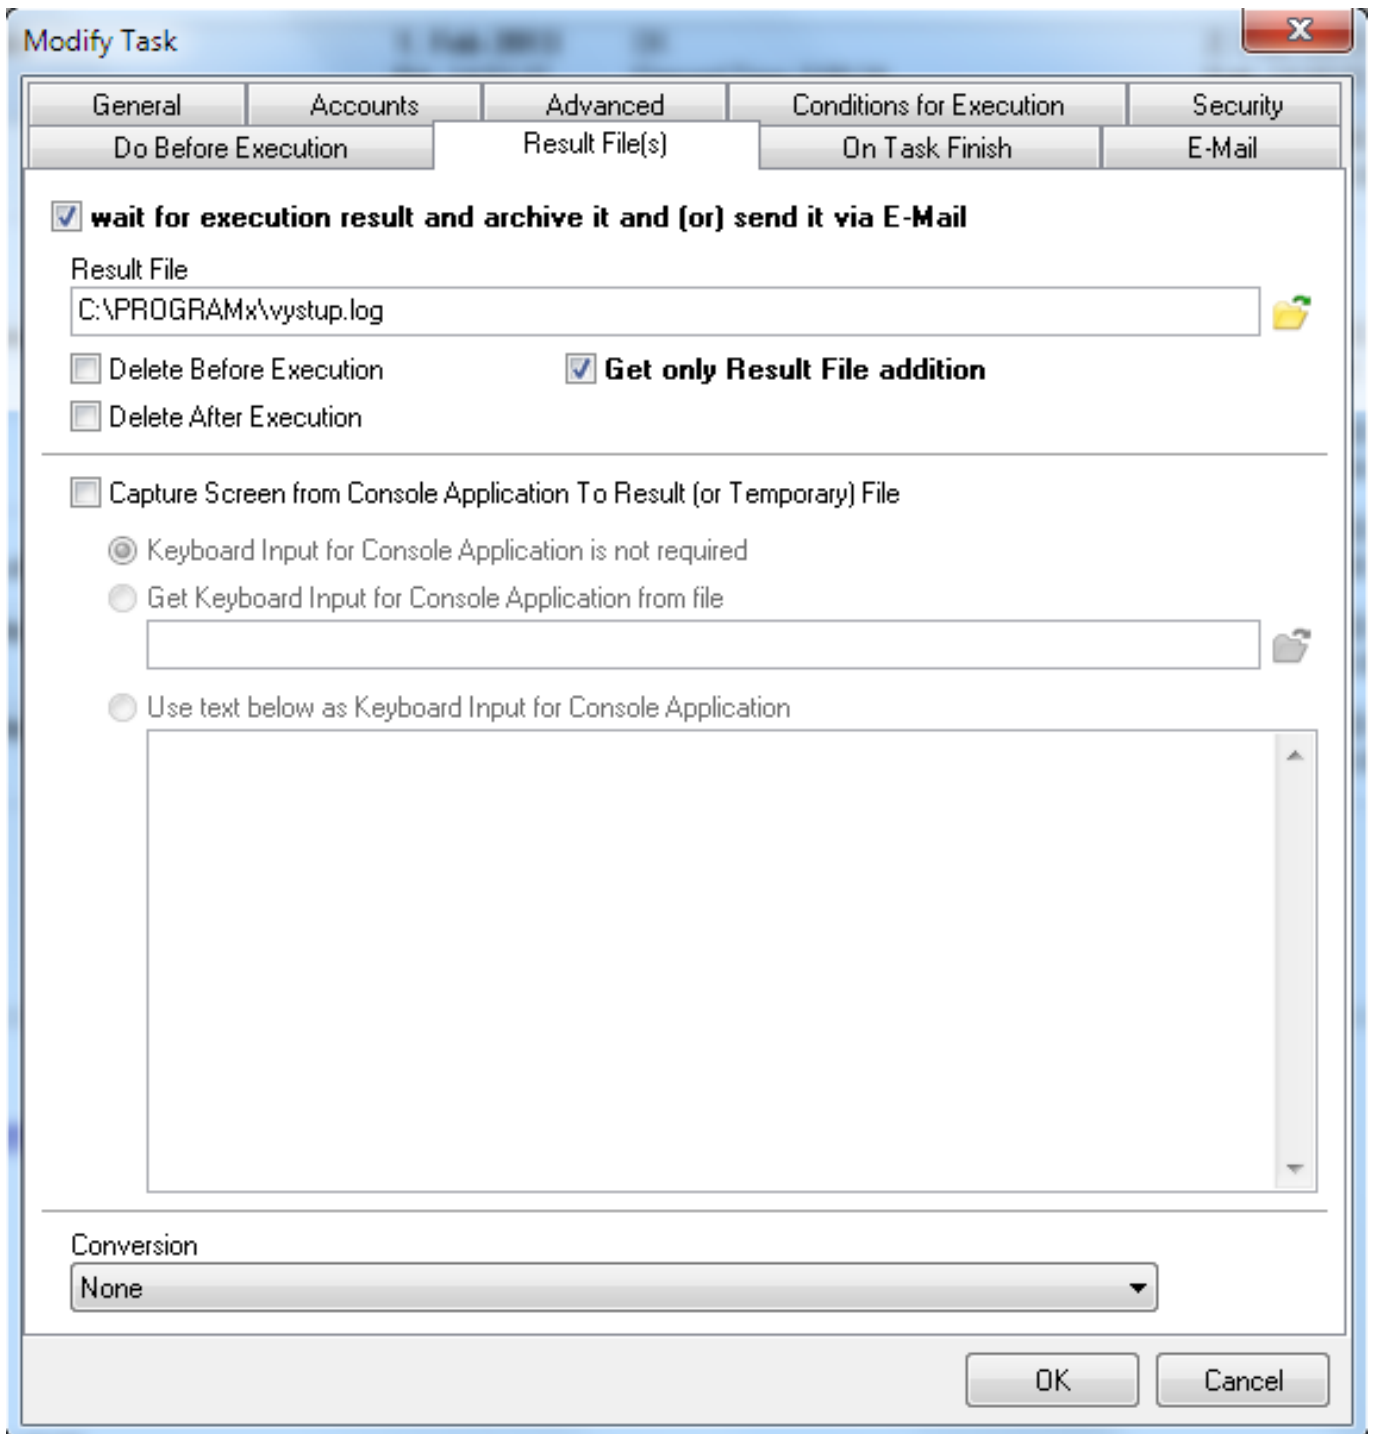 Modify Task
General Accounts Advanced Conditions for Execution Security
Do Before Execution Result File(s) On Task Finish E-Mail
wait for execution result and archive it and (or) send it via E-Mail
Result File
C:\PROGRAMx\vystup.log
Delete Before Execution Get only Result File addition
Delete After Execution
Capture Screen from Console Application To Result (or Temporary) File
Keyboard Input for Console Application is not required
Get Keyboard Input for Console Application from file
Use text below as Keyboard Input for Console Application
Conversion
None
OK Cancel